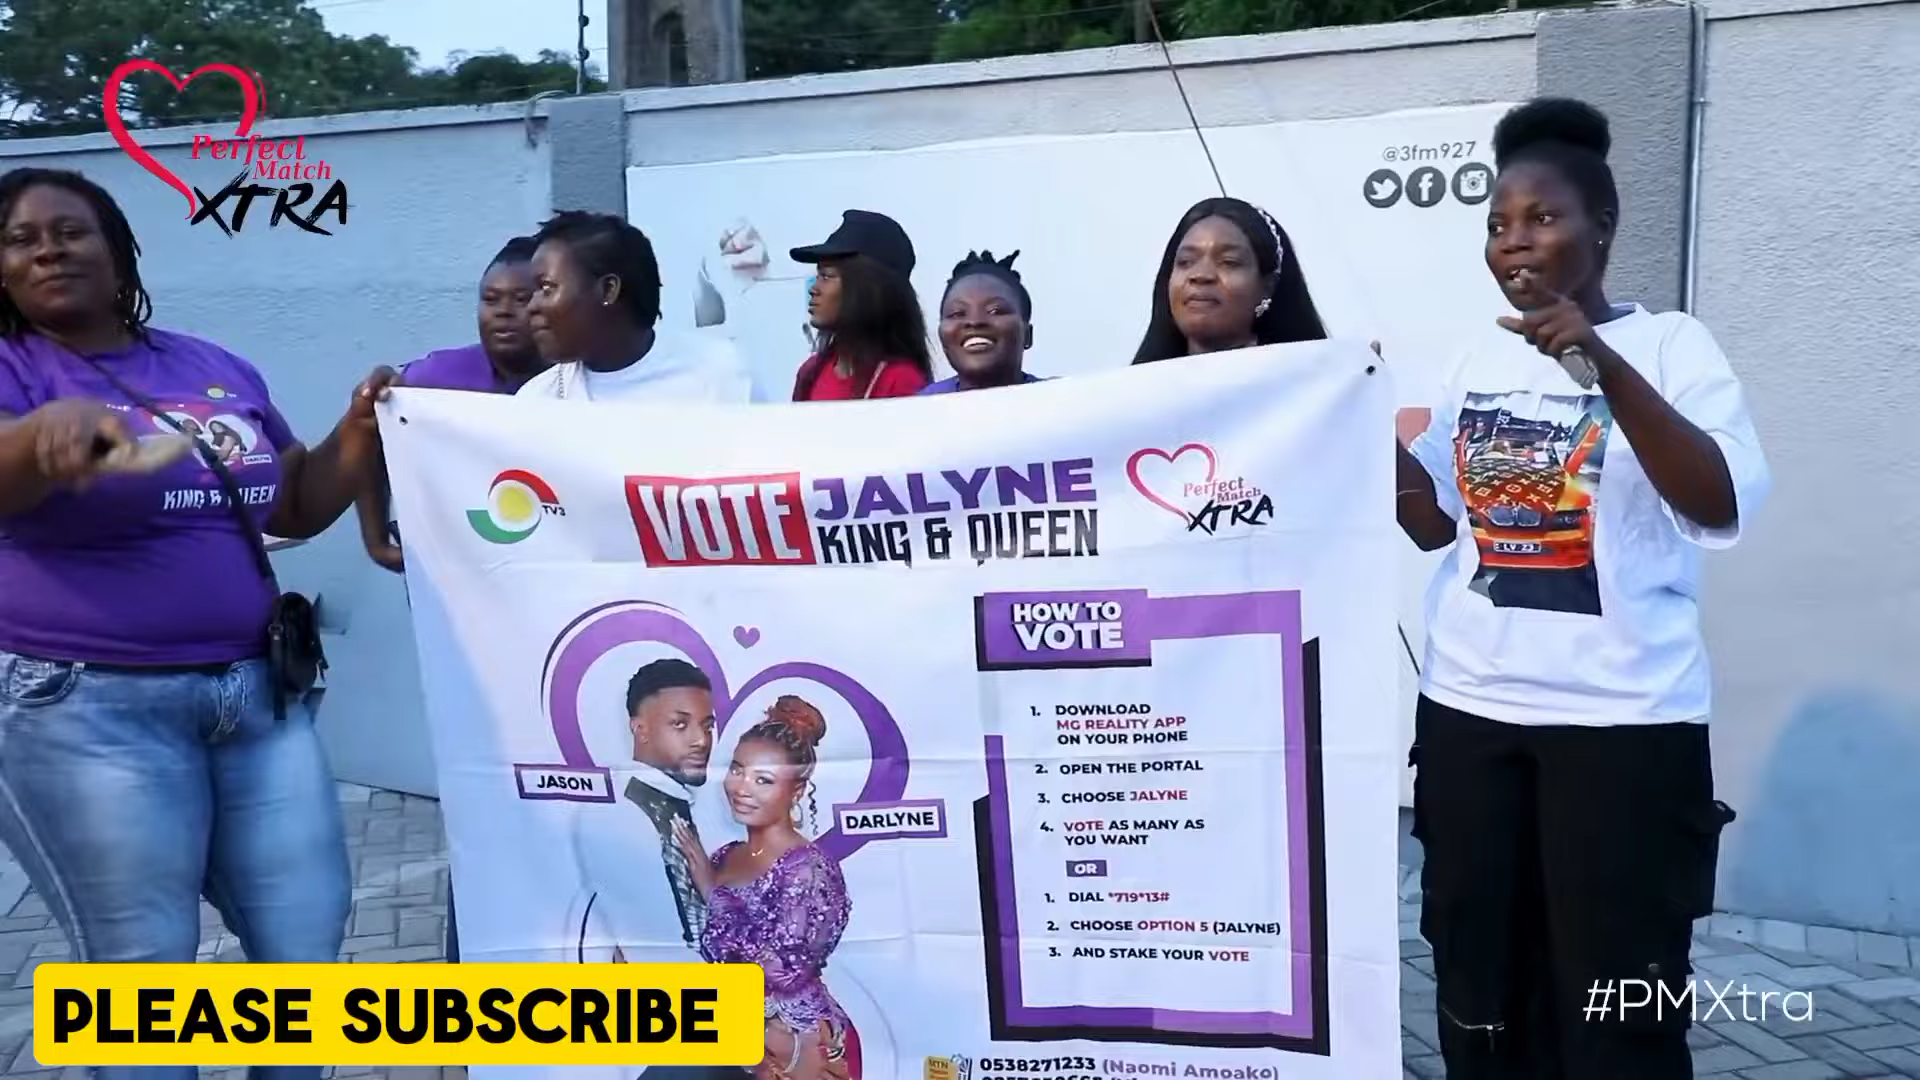 Perfect
Match
XTRA
@3fm927
KING & QUEEN
TV3
VOTE
JALYNE
KING & QUEEN
Perfect
Match
XTRA
HOW TO
VOTE
1. DOWNLOAD
MG REALITY APP
ON YOUR PHONE
2. OPEN THE PORTAL
3. CHOOSE JALYNE
4. VOTE AS MANY AS
YOU WANT
OR
1. DIAL *719*13#
2. CHOOSE OPTION 5 (JALYNE)
3. AND STAKE YOUR VOTE
JASON
DARLYNE
LV 23
MTN
0538271233 (Naomi Amoako)
PLEASE SUBSCRIBE
#PMXtra